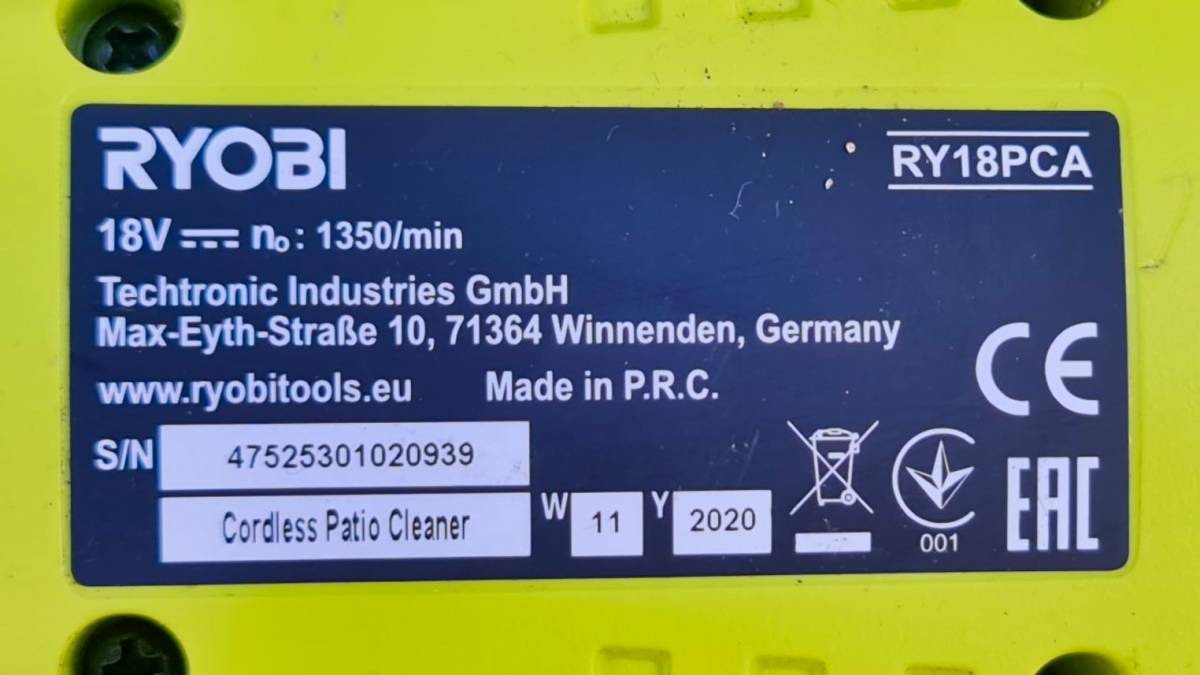 RYOBI
RY18PCA
18V ⎓ n₀: 1350/min
Techtronic Industries GmbH
Max-Eyth-Straße 10, 71364 Winnenden, Germany
www.ryobitools.eu Made in P.R.C.
CE
S/N 47525301020939
Cordless Patio Cleaner W 11 Y 2020
001
EAC